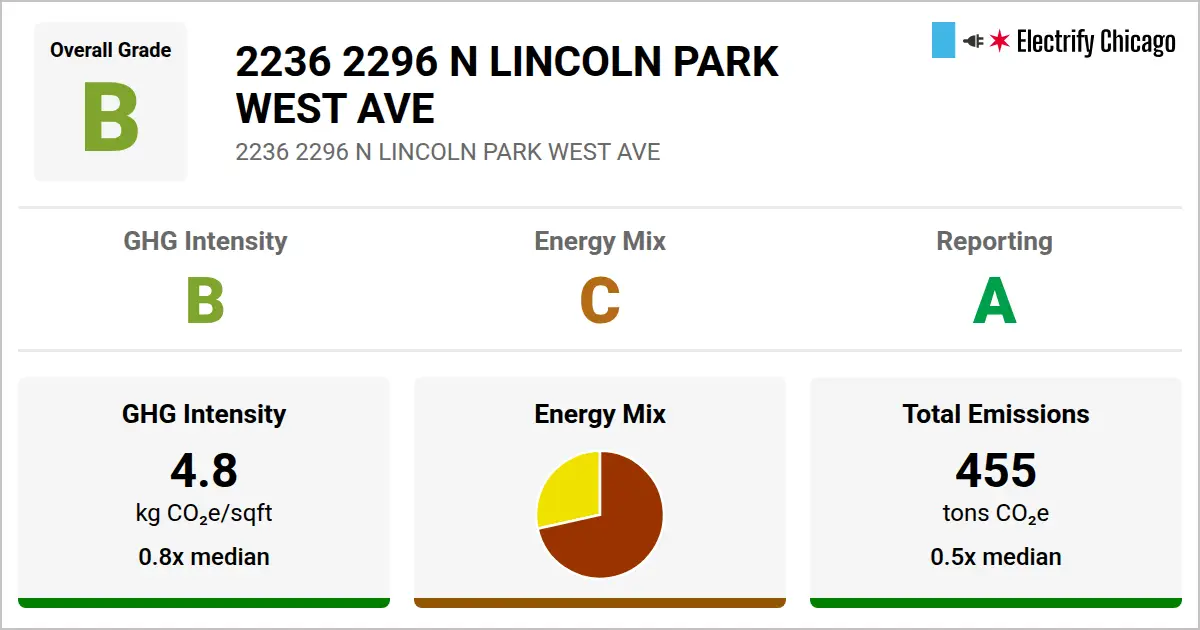 Overall Grade
B
2236 2296 N LINCOLN PARK
WEST AVE
2236 2296 N LINCOLN PARK WEST AVE
Electrify Chicago
GHG Intensity
B
Energy Mix
C
Reporting
A
GHG Intensity
4.8
kg CO₂e/sqft
0.8x median
Energy Mix
Total Emissions
455
tons CO₂e
0.5x median